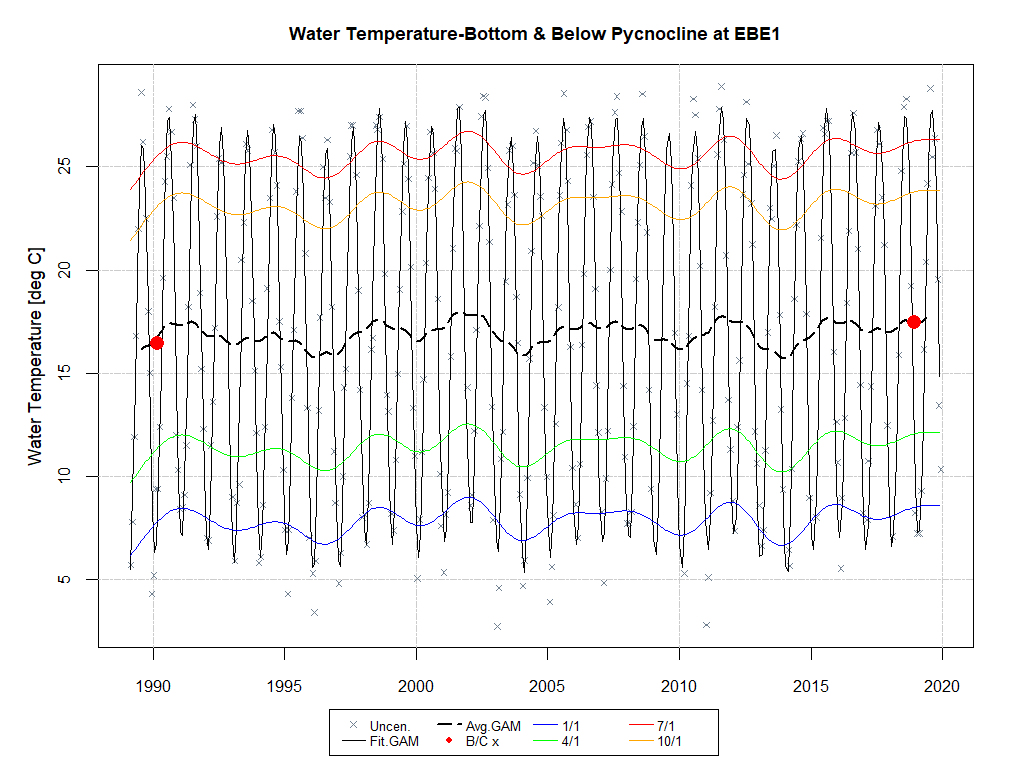 Water Temperature-Bottom & Below Pycnocline at EBE1
Water Temperature [deg C]
25
20
15
10
5
1990 1995 2000 2005 2010 2015 2020
Uncen. Avg.GAM 1/1 7/1
Fit.GAM B/C x 4/1 10/1